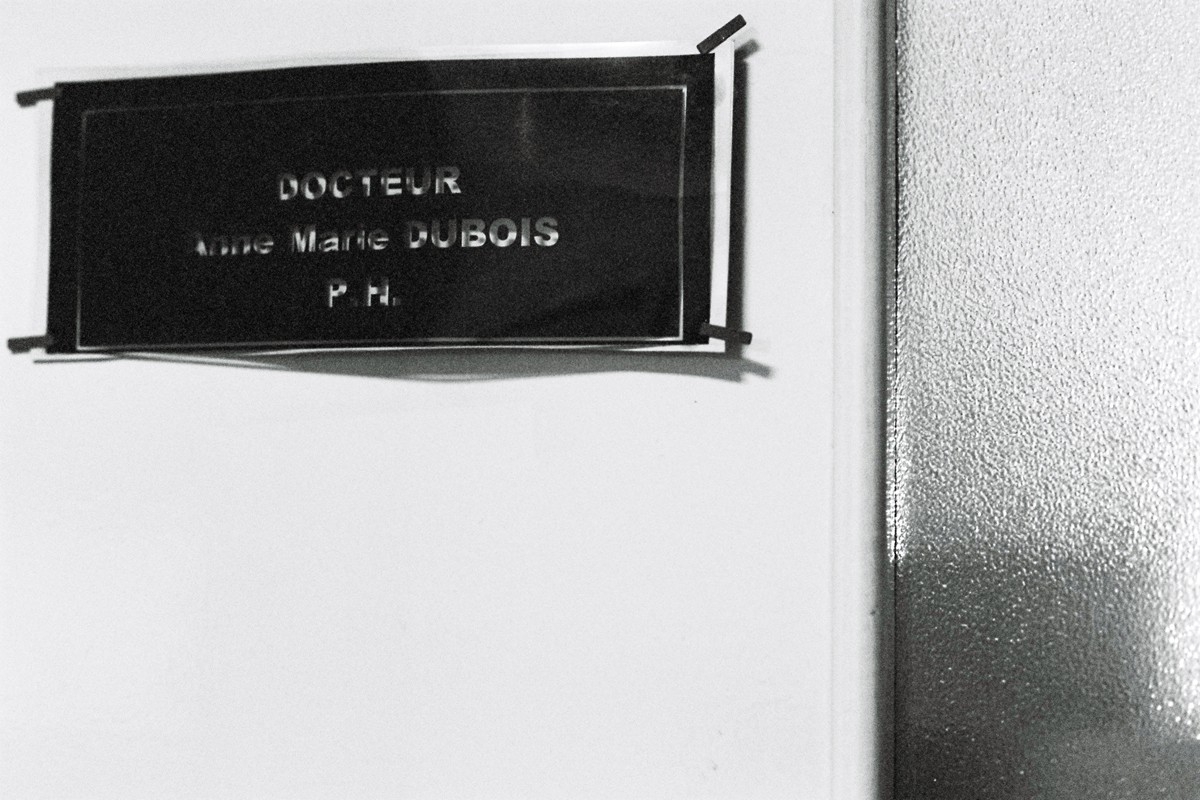 DOCTEUR
Anne Marie DUBOIS
P.H.